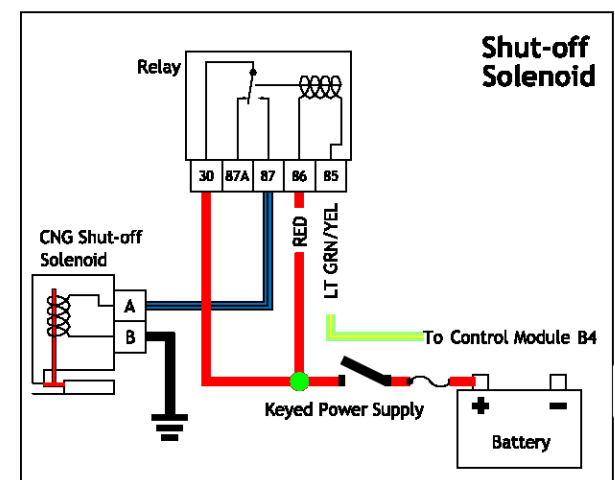 Shut-off
Solenoid
Relay
30 87A 87 86 85
RED
LT GRN/YEL
CNG Shut-off
Solenoid
A
B
To Control Module B4
Keyed Power Supply
+ –
Battery